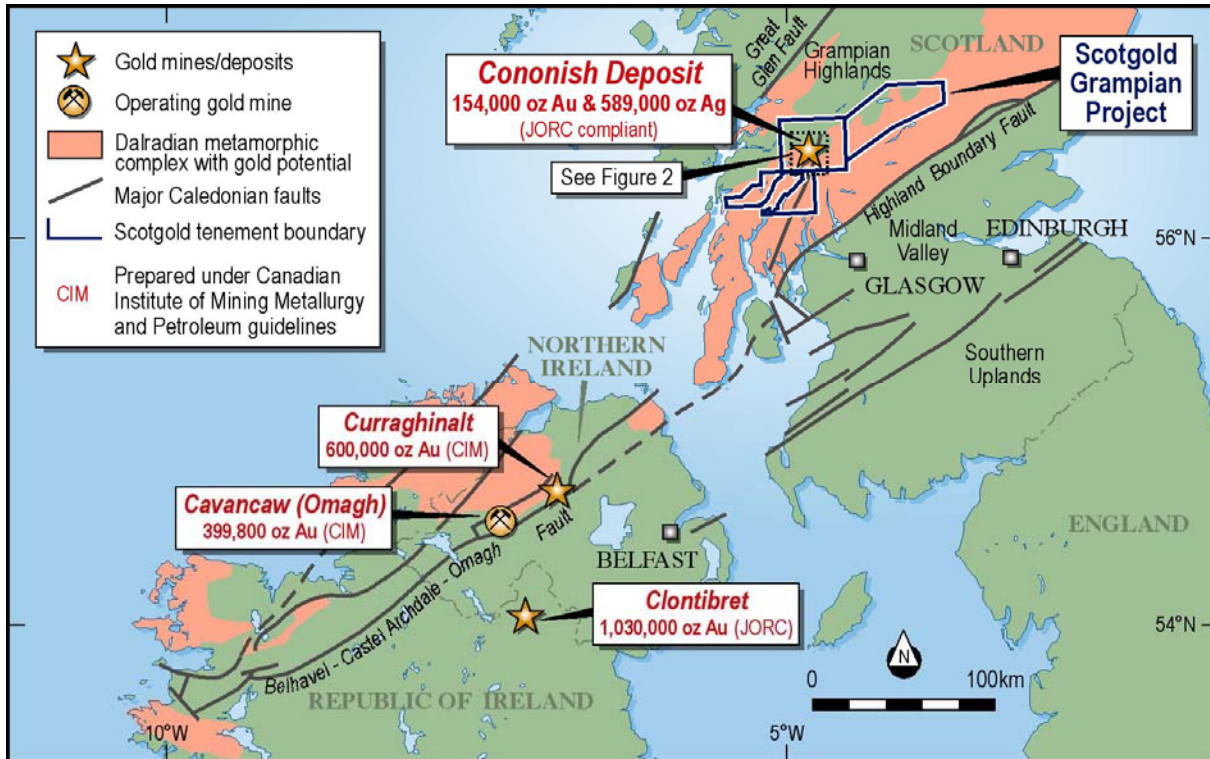 Gold mines/deposits
Operating gold mine
Dalradian metamorphic
complex with gold potential
Major Caledonian faults
Scotgold tenement boundary
CIM
Prepared under Canadian
Institute of Mining Metallurgy
and Petroleum guidelines
Great
Glen Fault
Grampian
Highlands
SCOTLAND
Cononish Deposit
154,000 oz Au & 589,000 oz Ag
(JORC compliant)
Scotgold
Grampian
Project
See Figure 2
Highland Boundary Fault
Midland
Valley
EDINBURGH
56°N
GLASGOW
Southern
Uplands
NORTHERN
IRELAND
Curraghinalt
600,000 oz Au (CIM)
Cavancaw (Omagh)
399,800 oz Au (CIM)
Belhavel - Castel Archdale - Omagh Fault
BELFAST
ENGLAND
Clontibret
1,030,000 oz Au (JORC)
54°N
REPUBLIC OF IRELAND
N
0 100km
10°W
5°W